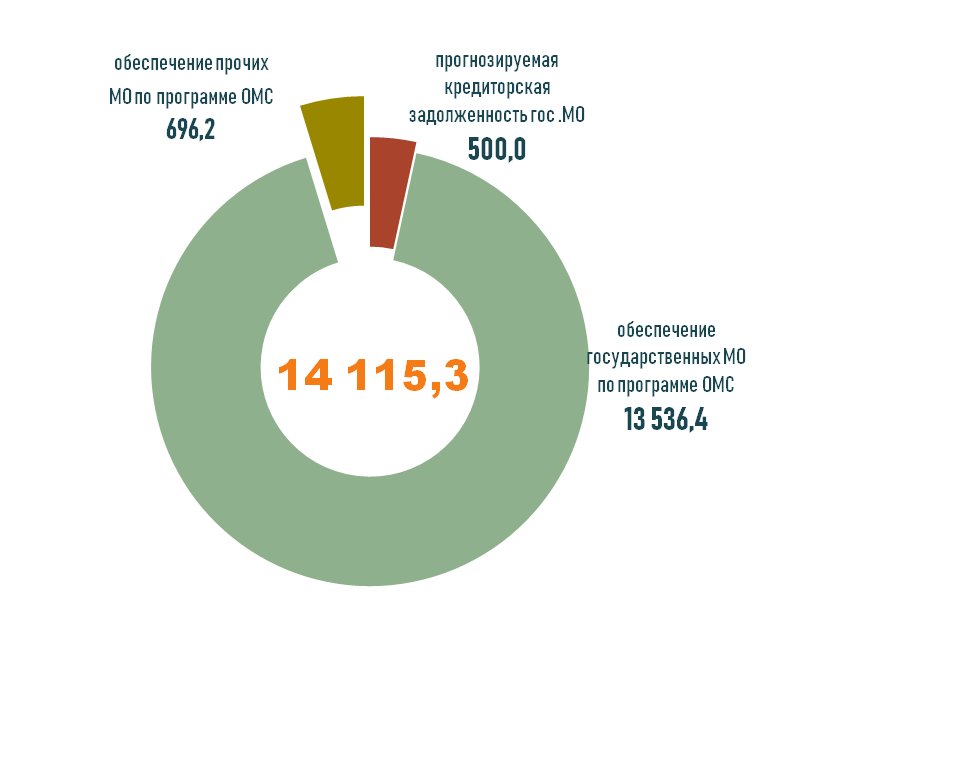 обеспечение прочих
МО по программе ОМС
696,2
прогнозируемая
кредиторская
задолженность гос .МО
500,0
обеспечение
государственных МО
по программе ОМС
13 536,4
14 115,3